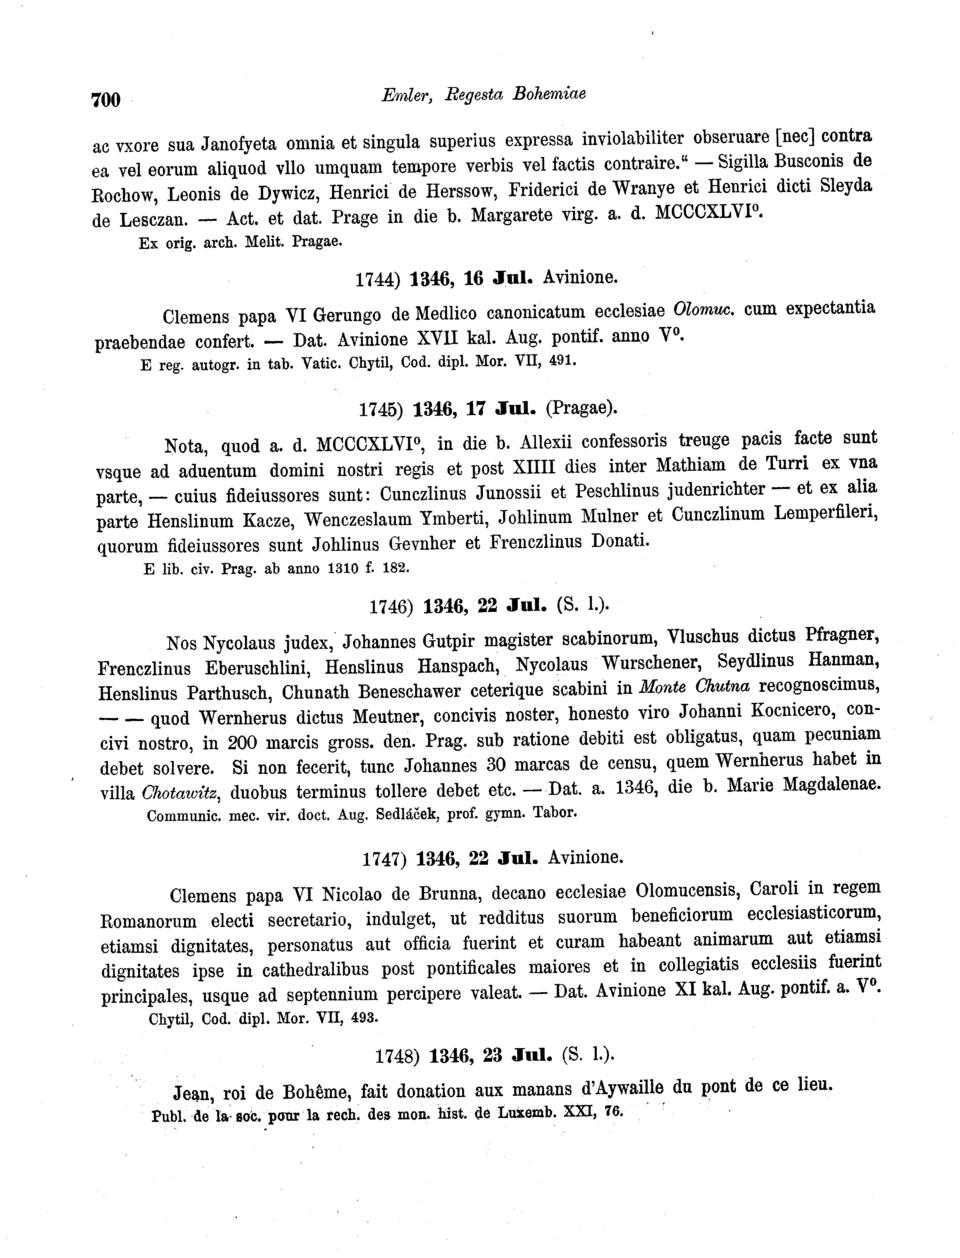 700
Emler, Regesta Bohemiae
ac vxore sua Janofyeta omnia et singula superius expressa inviolabiliter obseruare [nec] contra
ea vel eorum aliquod vllo umquam tempore verbis vel factis contraire.“ — Sigilla Busconis de
Rochow, Leonis de Dywicz, Henrici de Herssow, Friderici de Wranye et Henrici dicti Sleyda
de Lesczan. — Act. et dat. Prage in die b. Margarete virg. a. d. MCCCXLVI⁰.
Ex orig. arch. Melit. Pragae.
1744) 1346, 16 Jul. Avinione.
Clemens papa VI Gerungo de Medlico canonicatum ecclesiae Olomuc. cum expectantia
praebendae confert. — Dat. Avinione XVII kal. Aug. pontif. anno V⁰.
E reg. autogr. in tab. Vatic. Chytil, Cod. dipl. Mor. VII, 491.
1745) 1346, 17 Jul. (Pragae).
Nota, quod a. d. MCCCXLVI⁰, in die b. Allexii confessoris treuge pacis facte sunt
vsque ad aduentum domini nostri regis et post XIIII dies inter Mathiam de Turri ex vna
parte, — cuius fideiussores sunt: Cunczlinus Junossii et Peschlinus judenrichter — et ex alia
parte Henslinum Kacze, Wenczeslaum Ymberti, Johlinum Mulner et Cunczlinum Lemperfileri,
quorum fideiussores sunt Johlinus Gevnher et Frenczlinus Donati.
E lib. civ. Prag. ab anno 1310 f. 182.
1746) 1346, 22 Jul. (S. l.).
Nos Nycolaus judex, Johannes Gutpir magister scabinorum, Vluschus dictus Pfragner,
Frenczlinus Eberuschlini, Henslinus Hanspach, Nycolaus Wurschener, Seydlinus Hanman,
Henslinus Parthusch, Chunath Beneschawer ceterique scabini in Monte Chutna recognoscimus,
— — quod Wernherus dictus Meutner, concivis noster, honesto viro Johanni Kocnicero, con-
civi nostro, in 200 marcis gross. den. Prag. sub ratione debiti est obligatus, quam pecuniam
debet solvere. Si non fecerit, tunc Johannes 30 marcas de censu, quem Wernherus habet in
villa Chotawitz, duobus terminus tollere debet etc. — Dat. a. 1346, die b. Marie Magdalenae.
Communic. mec. vir. doct. Aug. Sedláček, prof. gymn. Tabor.
1747) 1346, 22 Jul. Avinione.
Clemens papa VI Nicolao de Brunna, decano ecclesiae Olomucensis, Caroli in regem
Romanorum electi secretario, indulget, ut redditus suorum beneficiorum ecclesiasticorum,
etiamsi dignitates, personatus aut officia fuerint et curam habeant animarum aut etiamsi
dignitates ipse in cathedralibus post pontificales maiores et in collegiatis ecclesiis fuerint
principales, usque ad septennium percipere valeat. — Dat. Avinione XI kal. Aug. pontif. a. V⁰.
Chytil, Cod. dipl. Mor. VII, 493.
1748) 1346, 23 Jul. (S. l.).
Jean, roi de Bohême, fait donation aux manans d'Aywaille du pont de ce lieu.
Publ. de la soc. pour la rech. des mon. hist. de Luxemb. XXI, 76.